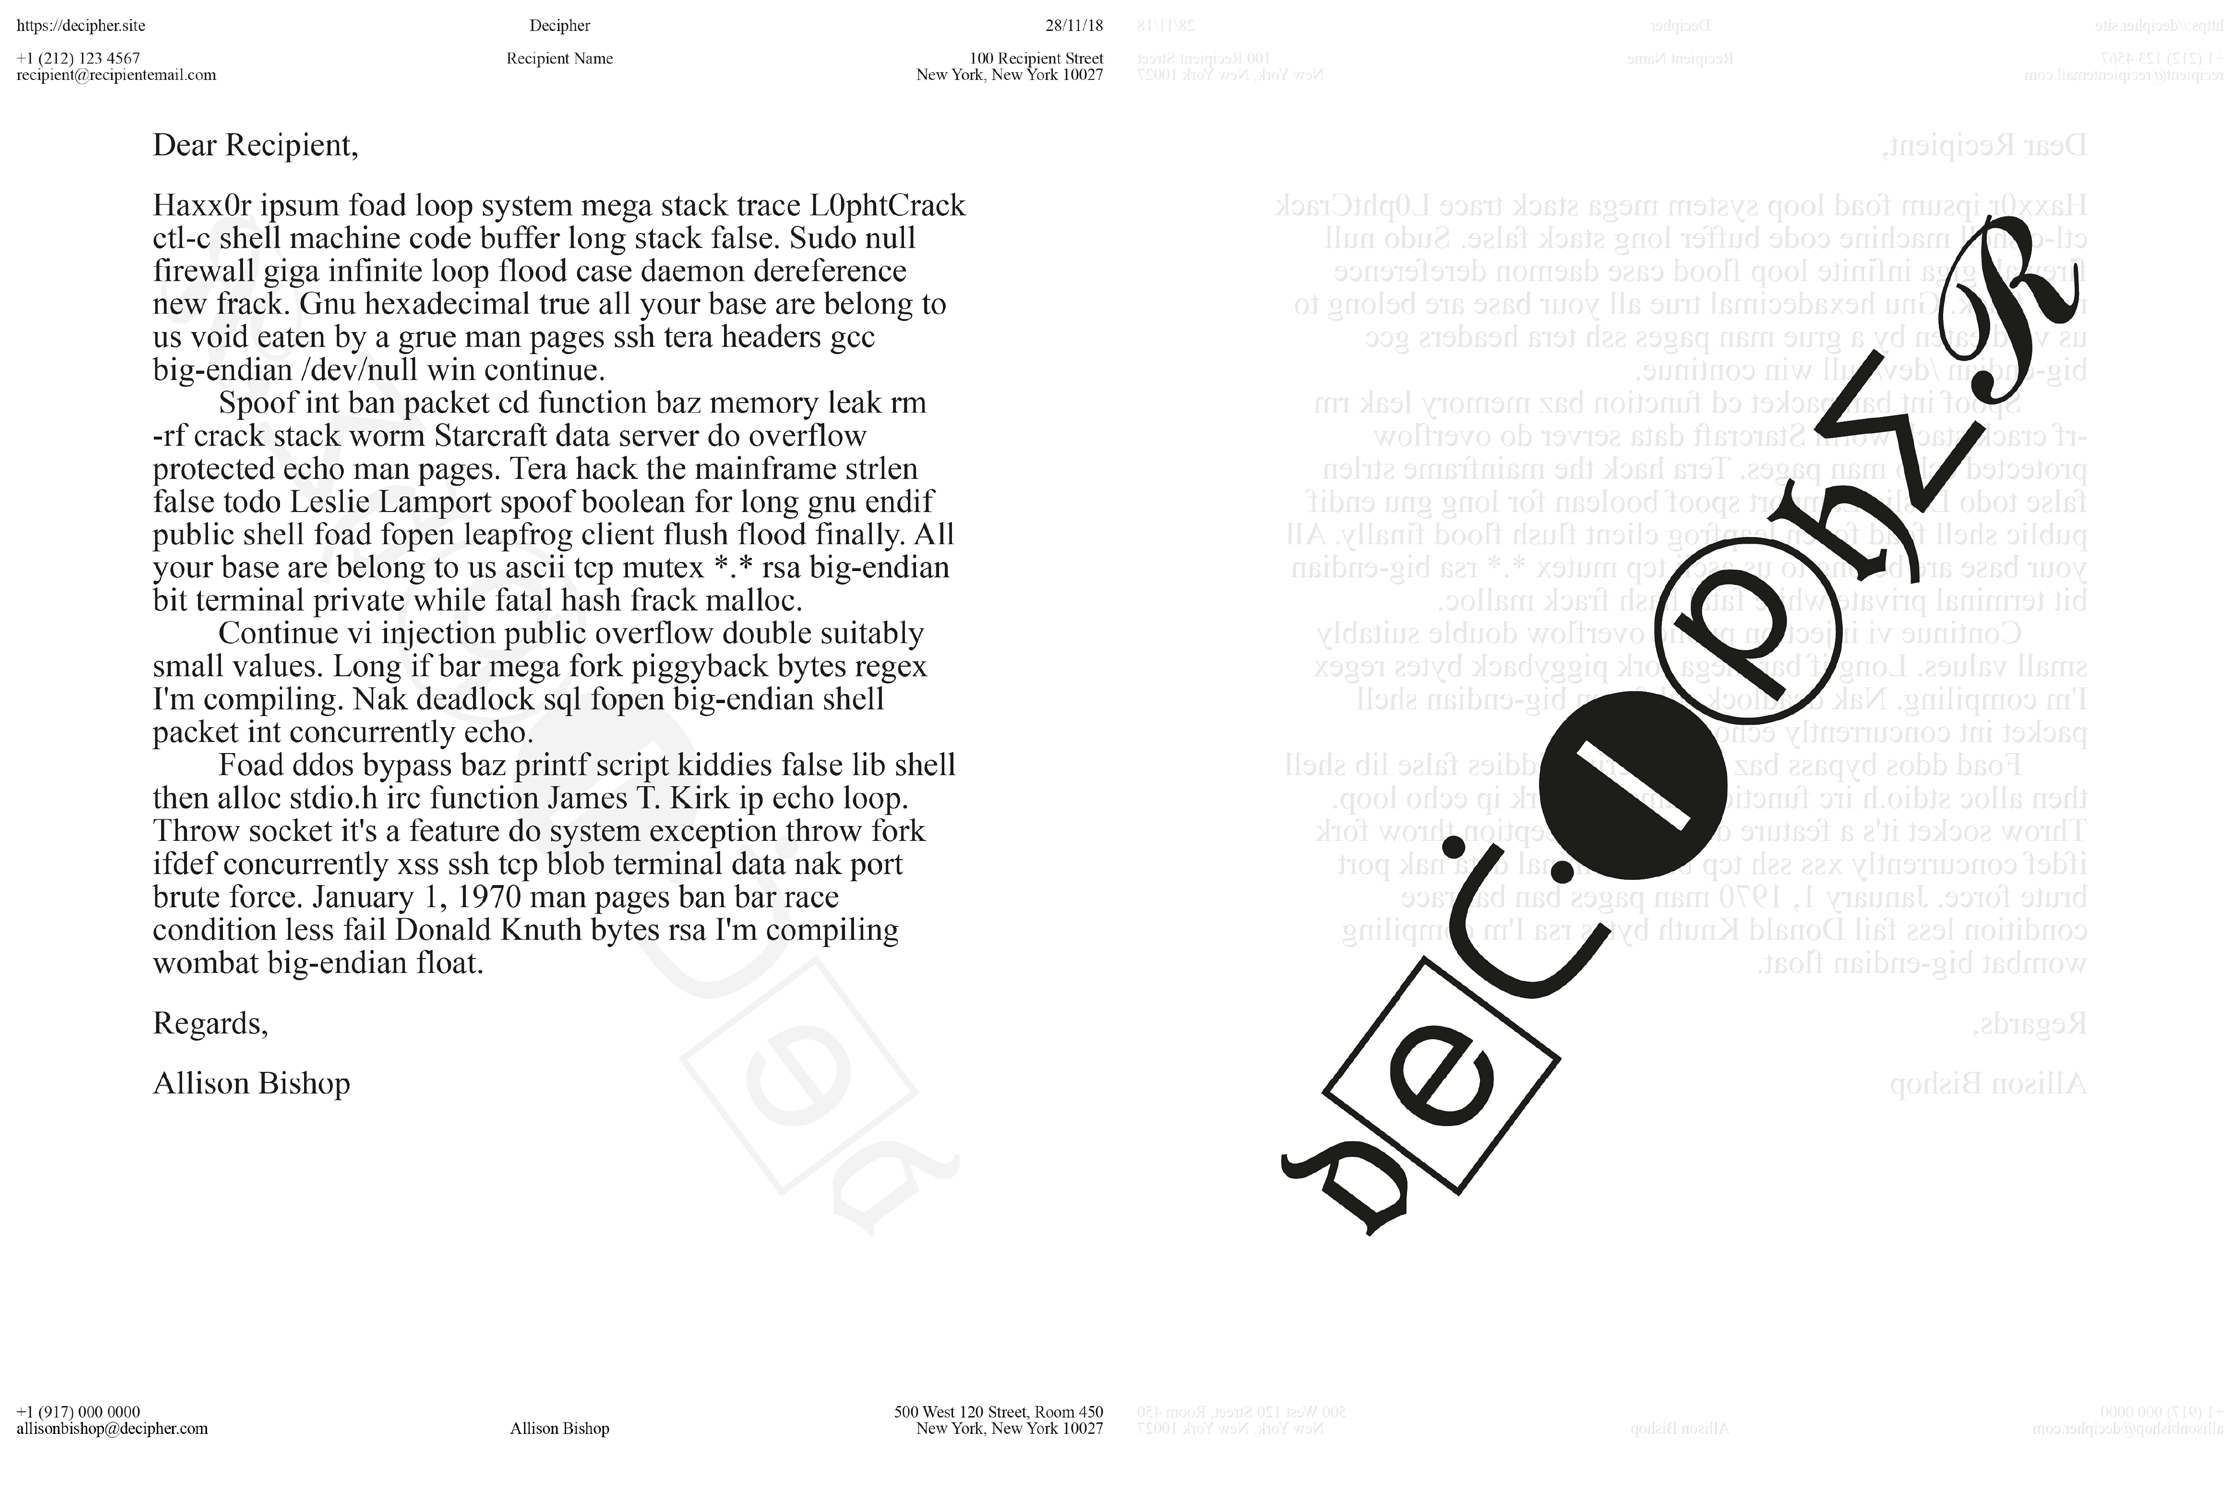 https://decipher.site
Decipher
28/11/18
+1 (212) 123 4567
recipient@recipientemail.com
Recipient Name
100 Recipient Street
New York, New York 10027
Dear Recipient,
Haxx0r ipsum foad loop system mega stack trace L0phtCrack
ctl-c shell machine code buffer long stack false. Sudo null
firewall giga infinite loop flood case daemon dereference
new frack. Gnu hexadecimal true all your base are belong to
us void eaten by a grue man pages ssh tera headers gcc
big-endian /dev/null win continue.
Spoof int ban packet cd function baz memory leak rm
-rf crack stack worm Starcraft data server do overflow
protected echo man pages. Tera hack the mainframe strlen
false todo Leslie Lamport spoof boolean for long gnu endif
public shell foad fopen leapfrog client flush flood finally. All
your base are belong to us ascii tcp mutex *.* rsa big-endian
bit terminal private while fatal hash frack malloc.
Continue vi injection public overflow double suitably
small values. Long if bar mega fork piggyback bytes regex
I'm compiling. Nak deadlock sql fopen big-endian shell
packet int concurrently echo.
Foad ddos bypass baz printf script kiddies false lib shell
then alloc stdio.h irc function James T. Kirk ip echo loop.
Throw socket it's a feature do system exception throw fork
ifdef concurrently xss ssh tcp blob terminal data nak port
brute force. January 1, 1970 man pages ban bar race
condition less fail Donald Knuth bytes rsa I'm compiling
wombat big-endian float.
Regards,
Allison Bishop
+1 (917) 000 0000
allisonbishop@decipher.com
Allison Bishop
500 West 120 Street, Room 450
New York, New York 10027